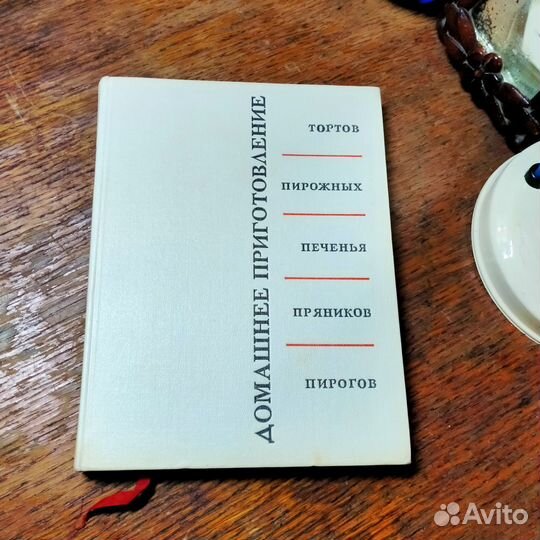 ДОМАШНЕЕ ПРИГОТОВЛЕНИЕ
ТОРТОВ
ПИРОЖНЫХ
ПЕЧЕНЬЯ
ПРЯНИКОВ
ПИРОГОВ
Avito